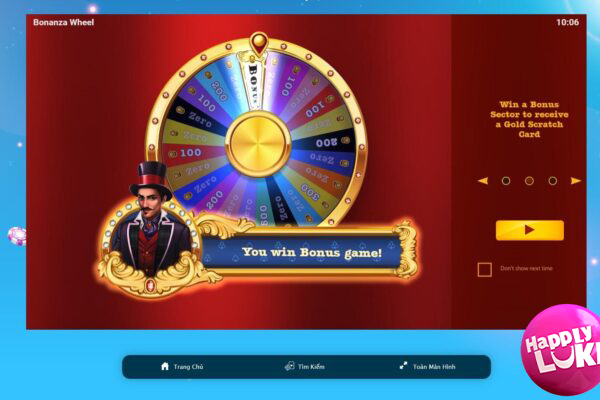 Bonanza Wheel
10:06
Bonus
100
100
200
Zero
Zero
100
Zero
Zero
Zero
200
100
Zero
Zero
Win a Bonus
Sector to receive
a Gold Scratch
Card
You win Bonus game!
Don't show next time
HAPPLY
LUKE
Trang Chủ
Tìm Kiếm
Toàn Màn Hình